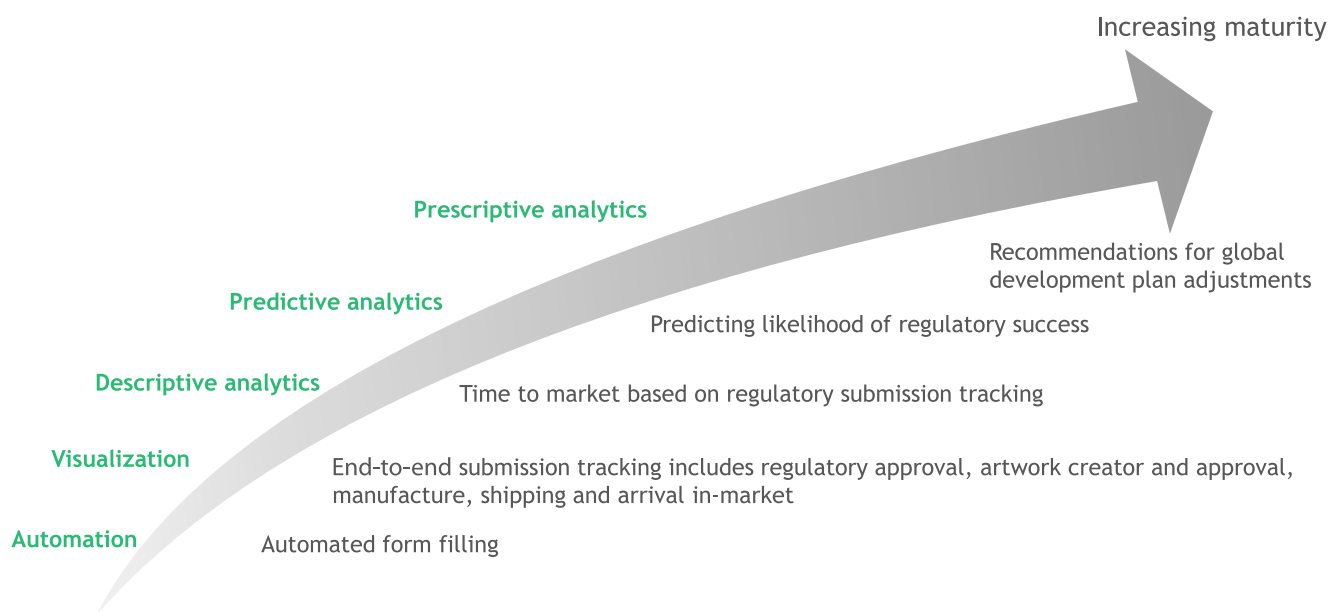 Increasing maturity
Prescriptive analytics
Recommendations for global
development plan adjustments
Predictive analytics
Predicting likelihood of regulatory success
Descriptive analytics
Time to market based on regulatory submission tracking
Visualization
End-to-end submission tracking includes regulatory approval, artwork creator and approval,
manufacture, shipping and arrival in-market
Automation
Automated form filling